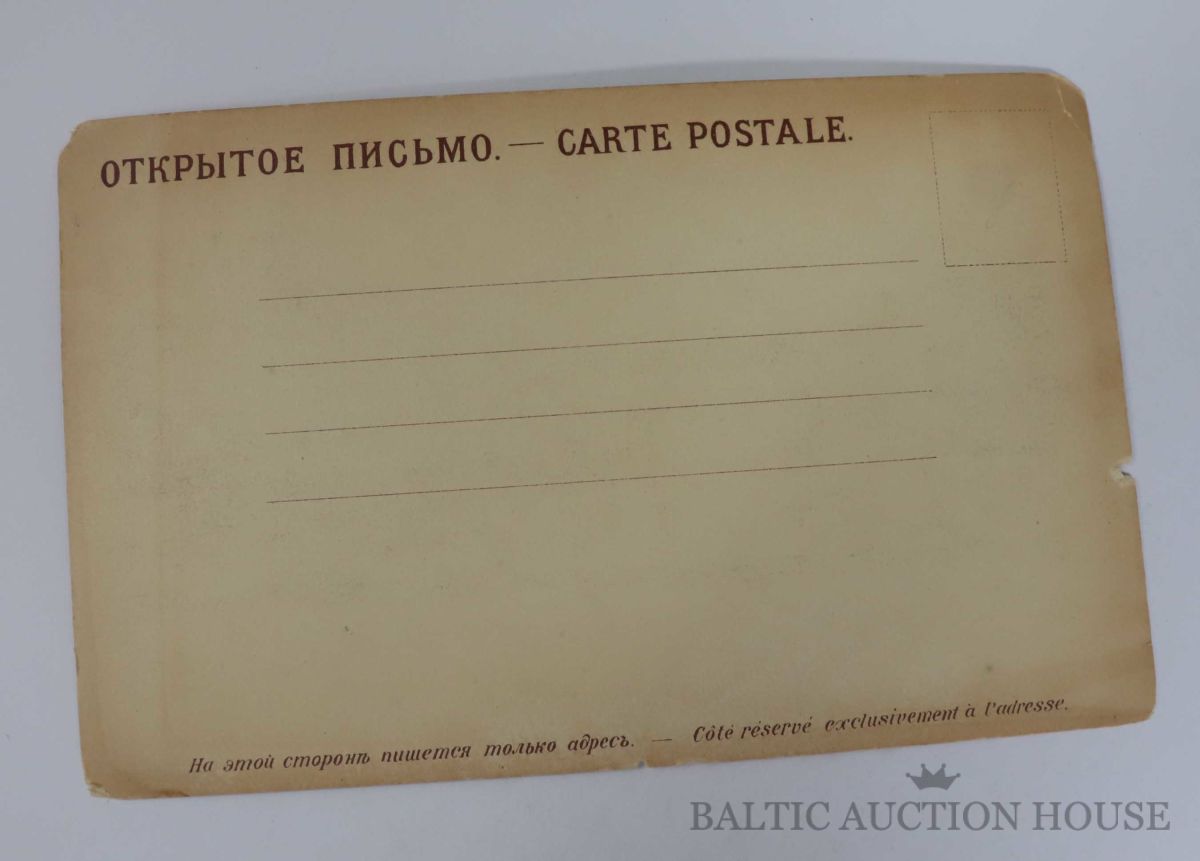 ОТКРЫТОЕ ПИСЬМО. — CARTE POSTALE.
На этой сторонѣ пишется только адресъ. — Côté réservé exclusivement à l'adresse.
BALTIC AUCTION HOUSE